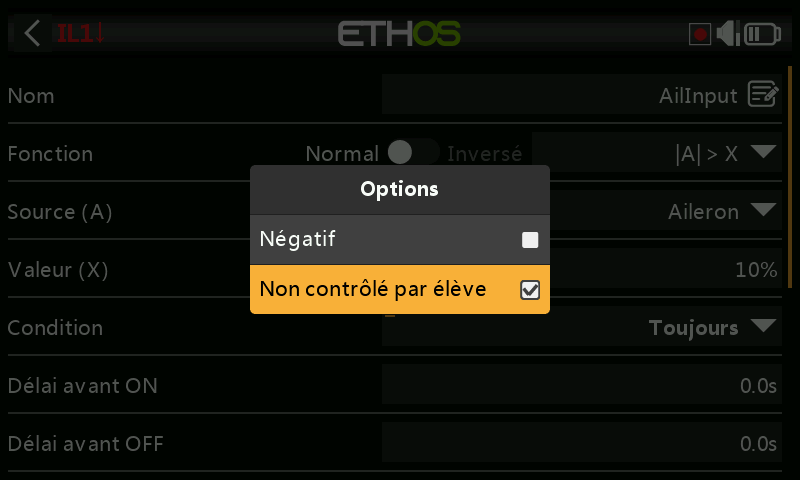 IL1↓ ETHOS
Nom AilInput
Fonction Normal Inversé |A| > X
Options
Source (A) Aileron
Négatif
Valeur (X) 10%
Non contrôlé par élève
Condition Toujours
Délai avant ON 0.0s
Délai avant OFF 0.0s